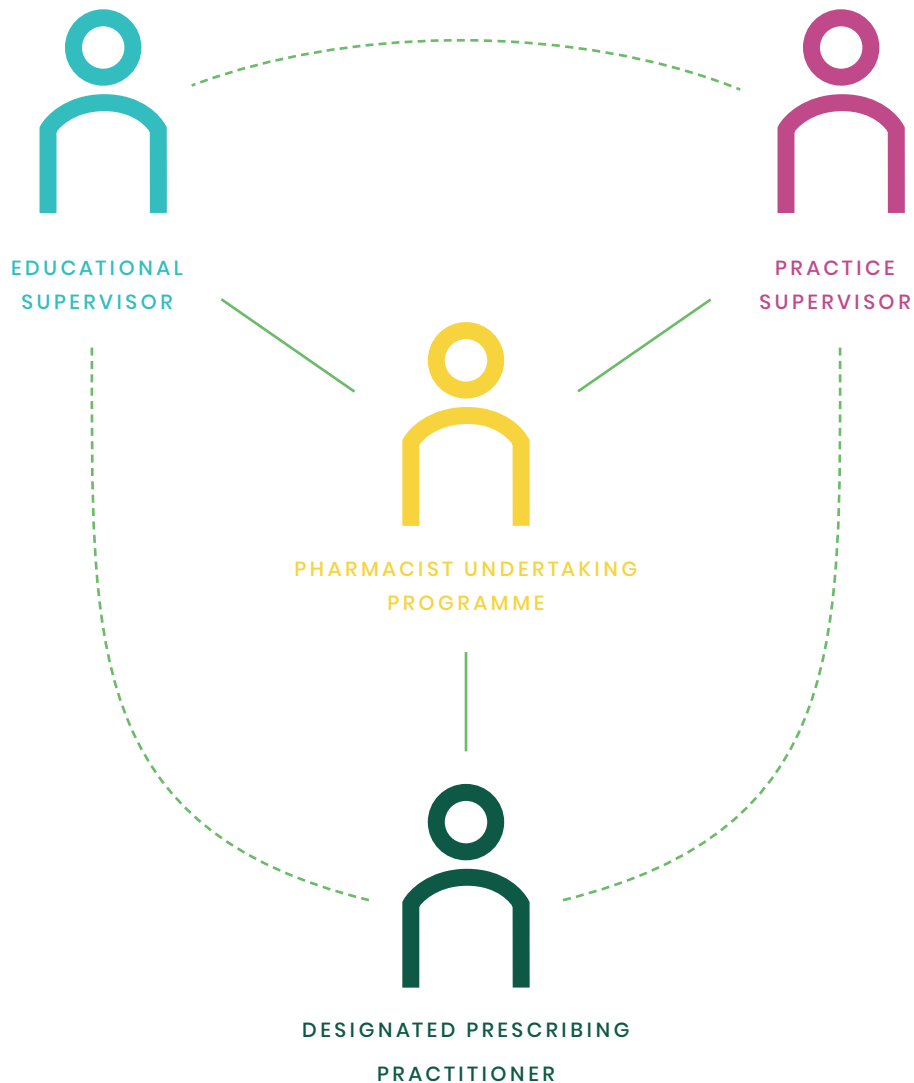 EDUCATIONAL
SUPERVISOR
PRACTICE
SUPERVISOR
PHARMACIST UNDERTAKING
PROGRAMME
DESIGNATED PRESCRIBING
PRACTITIONER